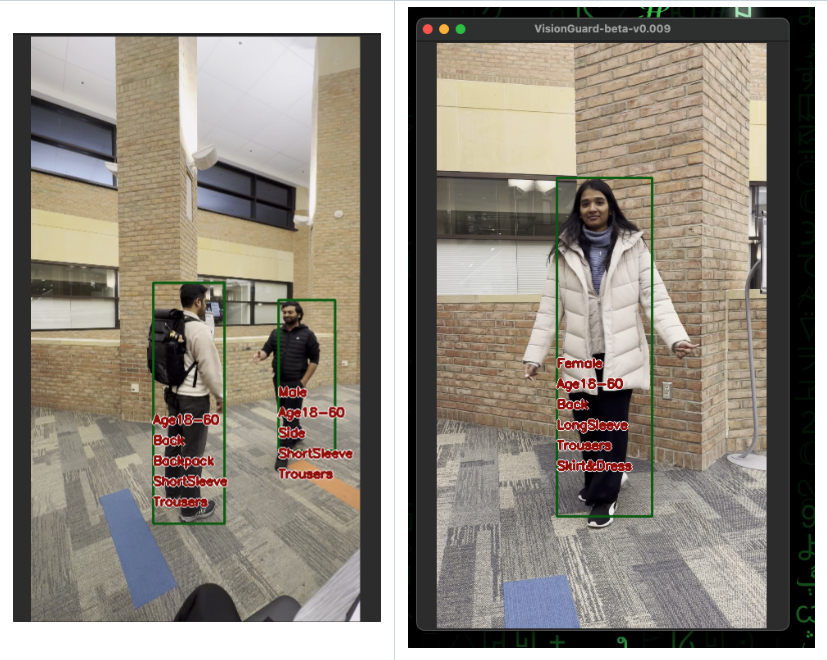 VisionGuard-beta-v0.009
Age18-60
Back
Backpack
ShortSleeve
Trousers
Male
Age18-60
Side
ShortSleeve
Trousers
Female
Age18-60
Back
LongSleeve
Trousers
Skirt&Dress